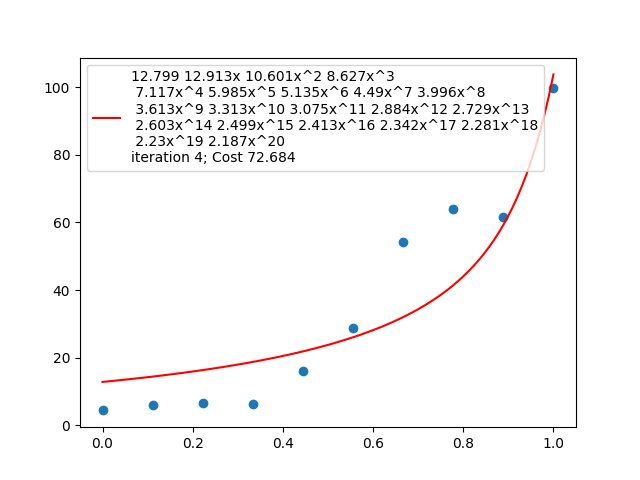 12.799 12.913x 10.601x^2 8.627x^3
7.117x^4 5.985x^5 5.135x^6 4.49x^7 3.996x^8
3.613x^9 3.313x^10 3.075x^11 2.884x^12 2.729x^13
2.603x^14 2.499x^15 2.413x^16 2.342x^17 2.281x^18
2.23x^19 2.187x^20
iteration 4; Cost 72.684
100
80
60
40
20
0
0.0 0.2 0.4 0.6 0.8 1.0